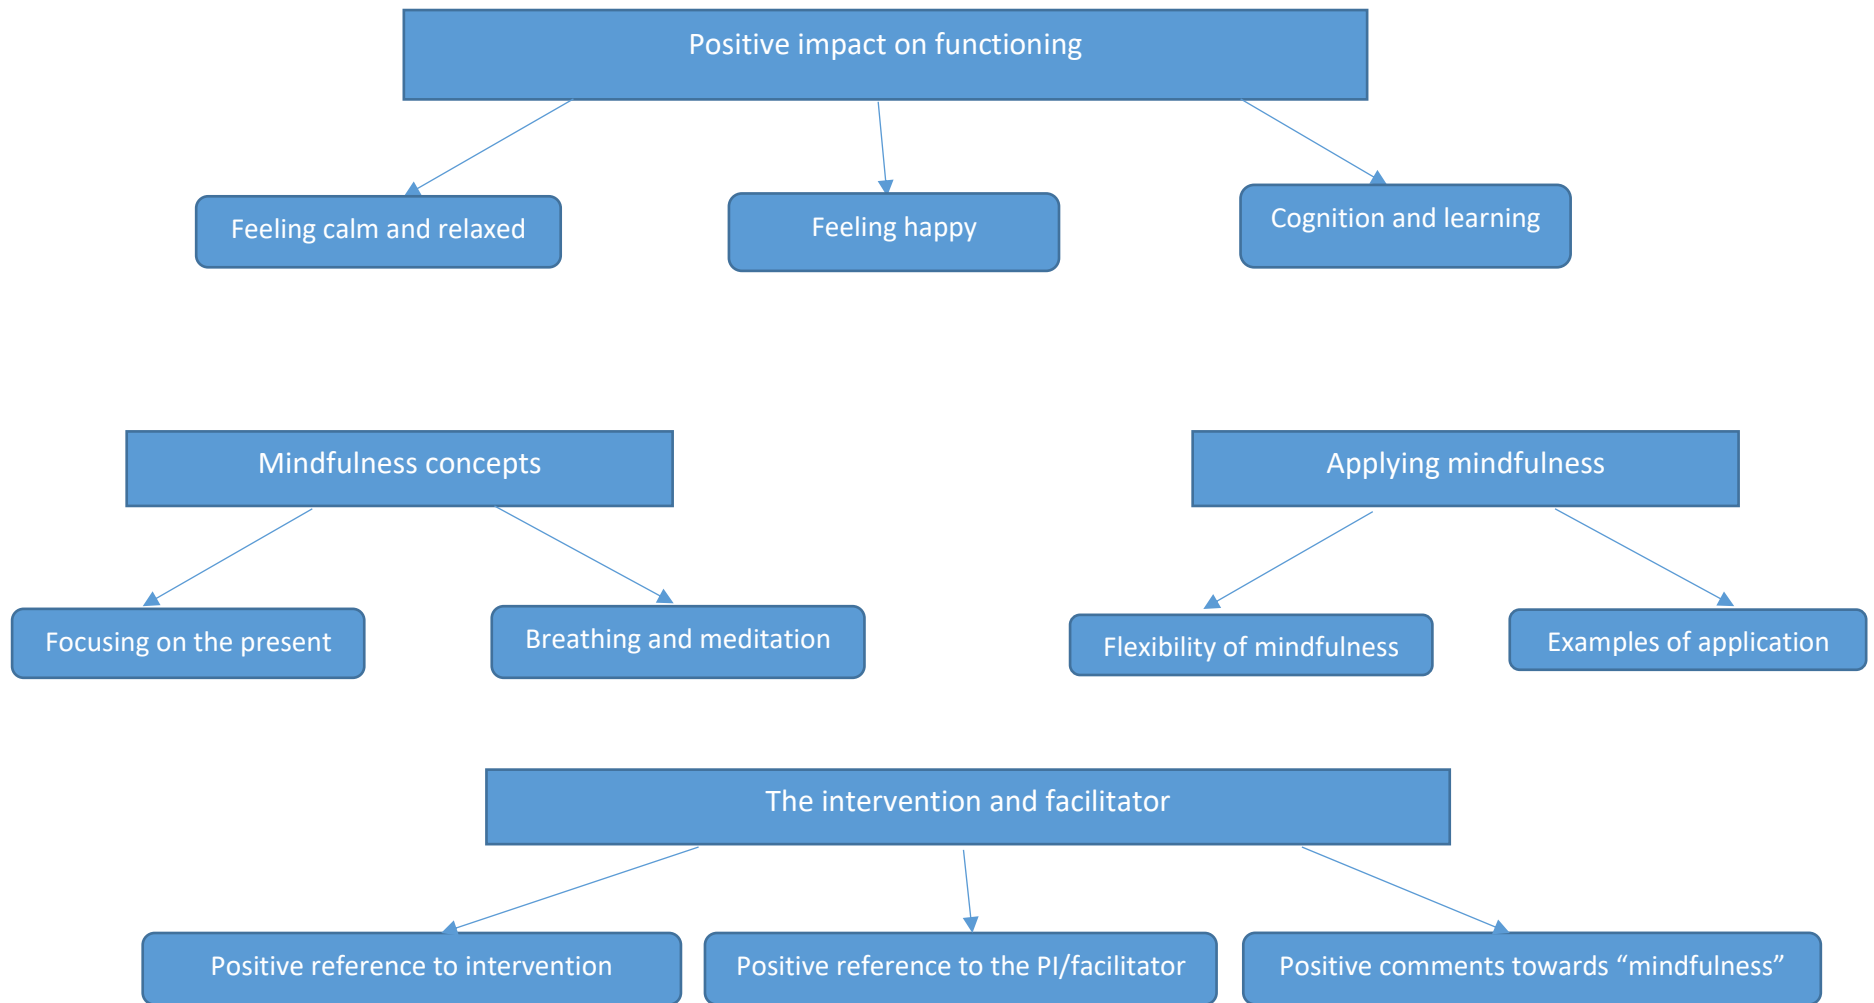 Positive impact on functioning
Feeling calm and relaxed
Feeling happy
Cognition and learning
Mindfulness concepts
Applying mindfulness
Focusing on the present
Breathing and meditation
Flexibility of mindfulness
Examples of application
The intervention and facilitator
Positive reference to intervention
Positive reference to the PI/facilitator
Positive comments towards “mindfulness”